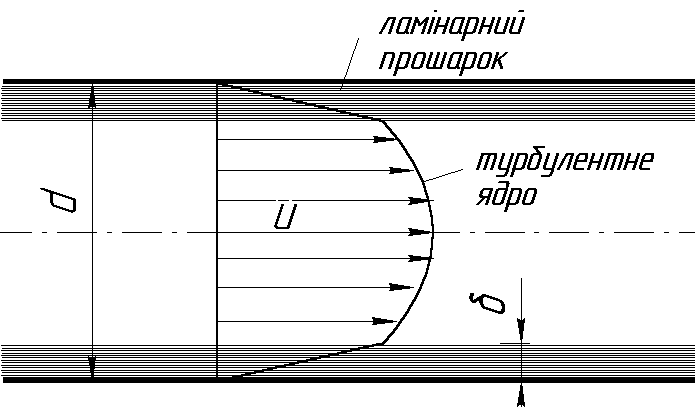 ламінарний
прошарок
турбулентне
ядро
d
U
δ